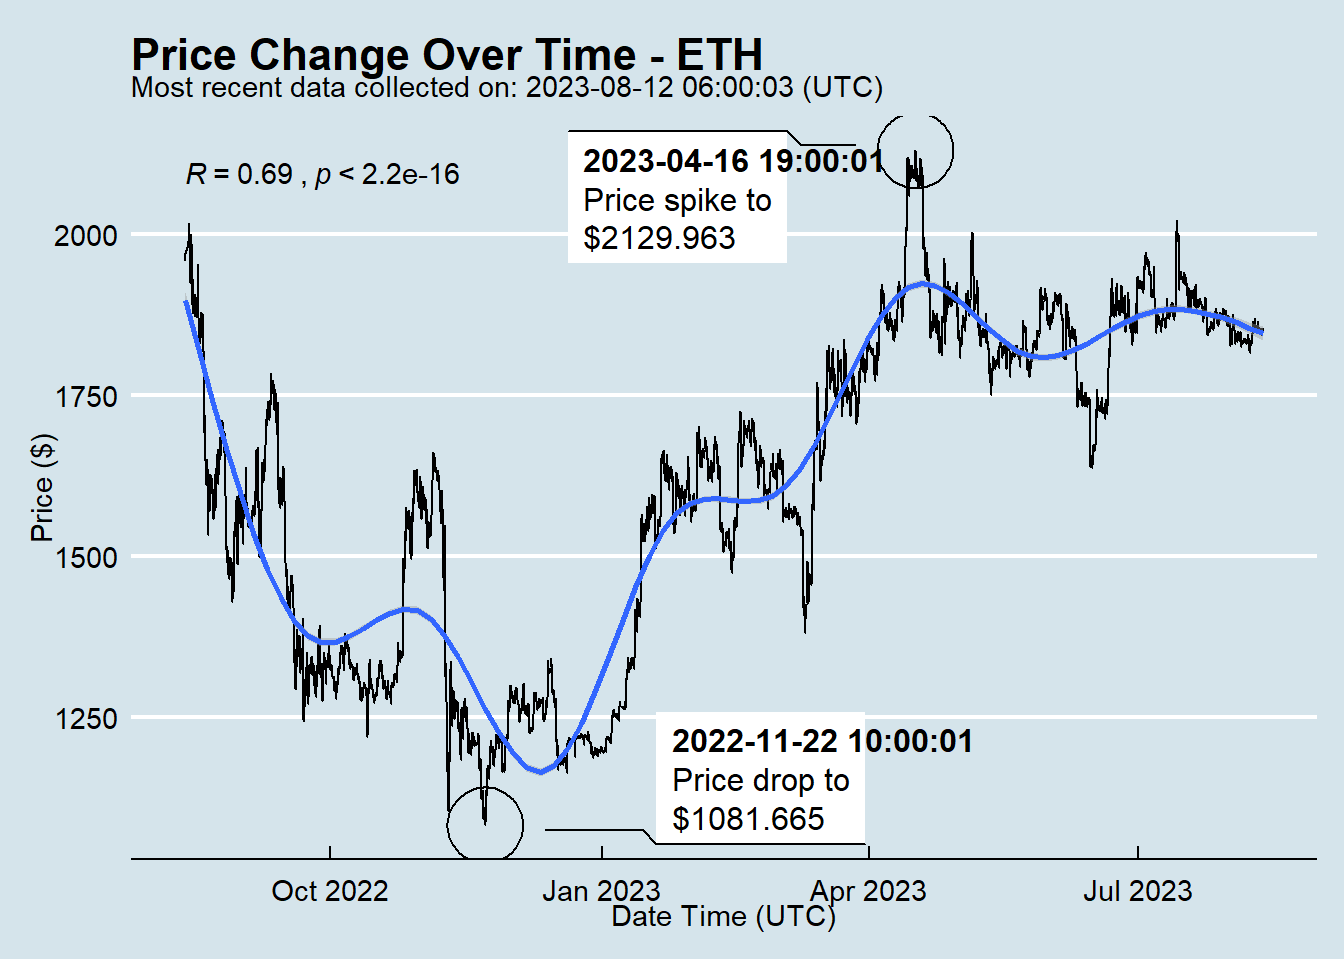 Price Change Over Time - ETH
Most recent data collected on: 2023-08-12 06:00:03 (UTC)
R = 0.69 , p < 2.2e-16
2023-04-16 19:00:01
Price spike to
$2129.963
2000
1750
1500
1250
Price ($)
2022-11-22 10:00:01
Price drop to
$1081.665
Oct 2022
Jan 2023
Apr 2023
Jul 2023
Date Time (UTC)